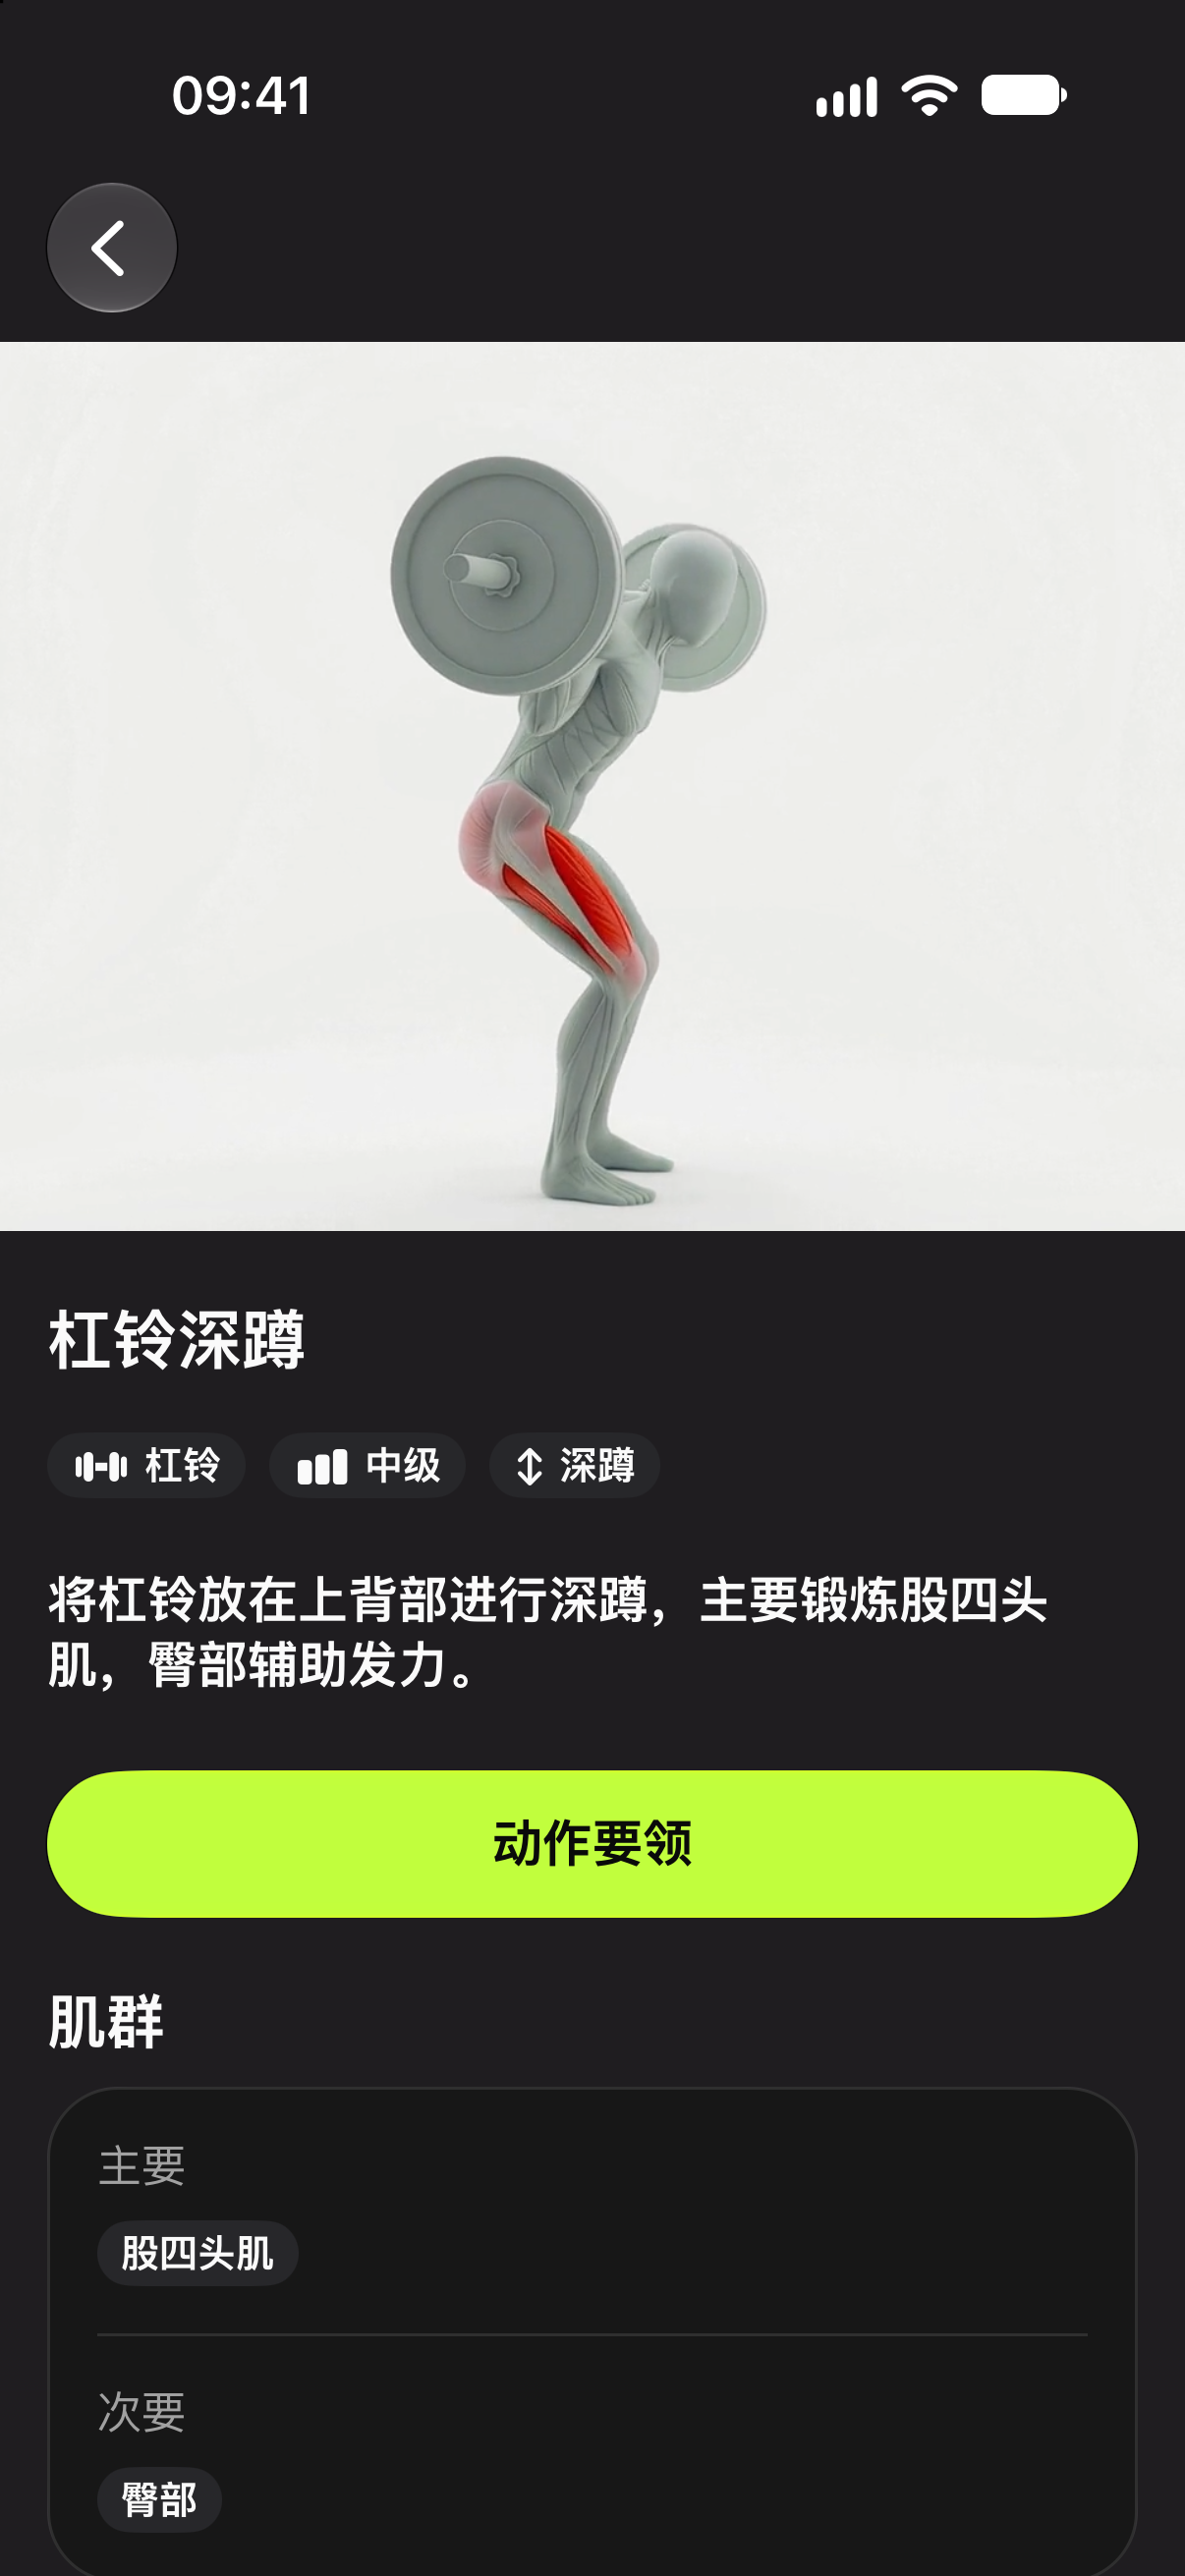 09:41
杠铃深蹲
杠铃
中级
深蹲
将杠铃放在上背部进行深蹲，主要锻炼股四头
肌，臀部辅助发力。
动作要领
肌群
主要
股四头肌
次要
臀部